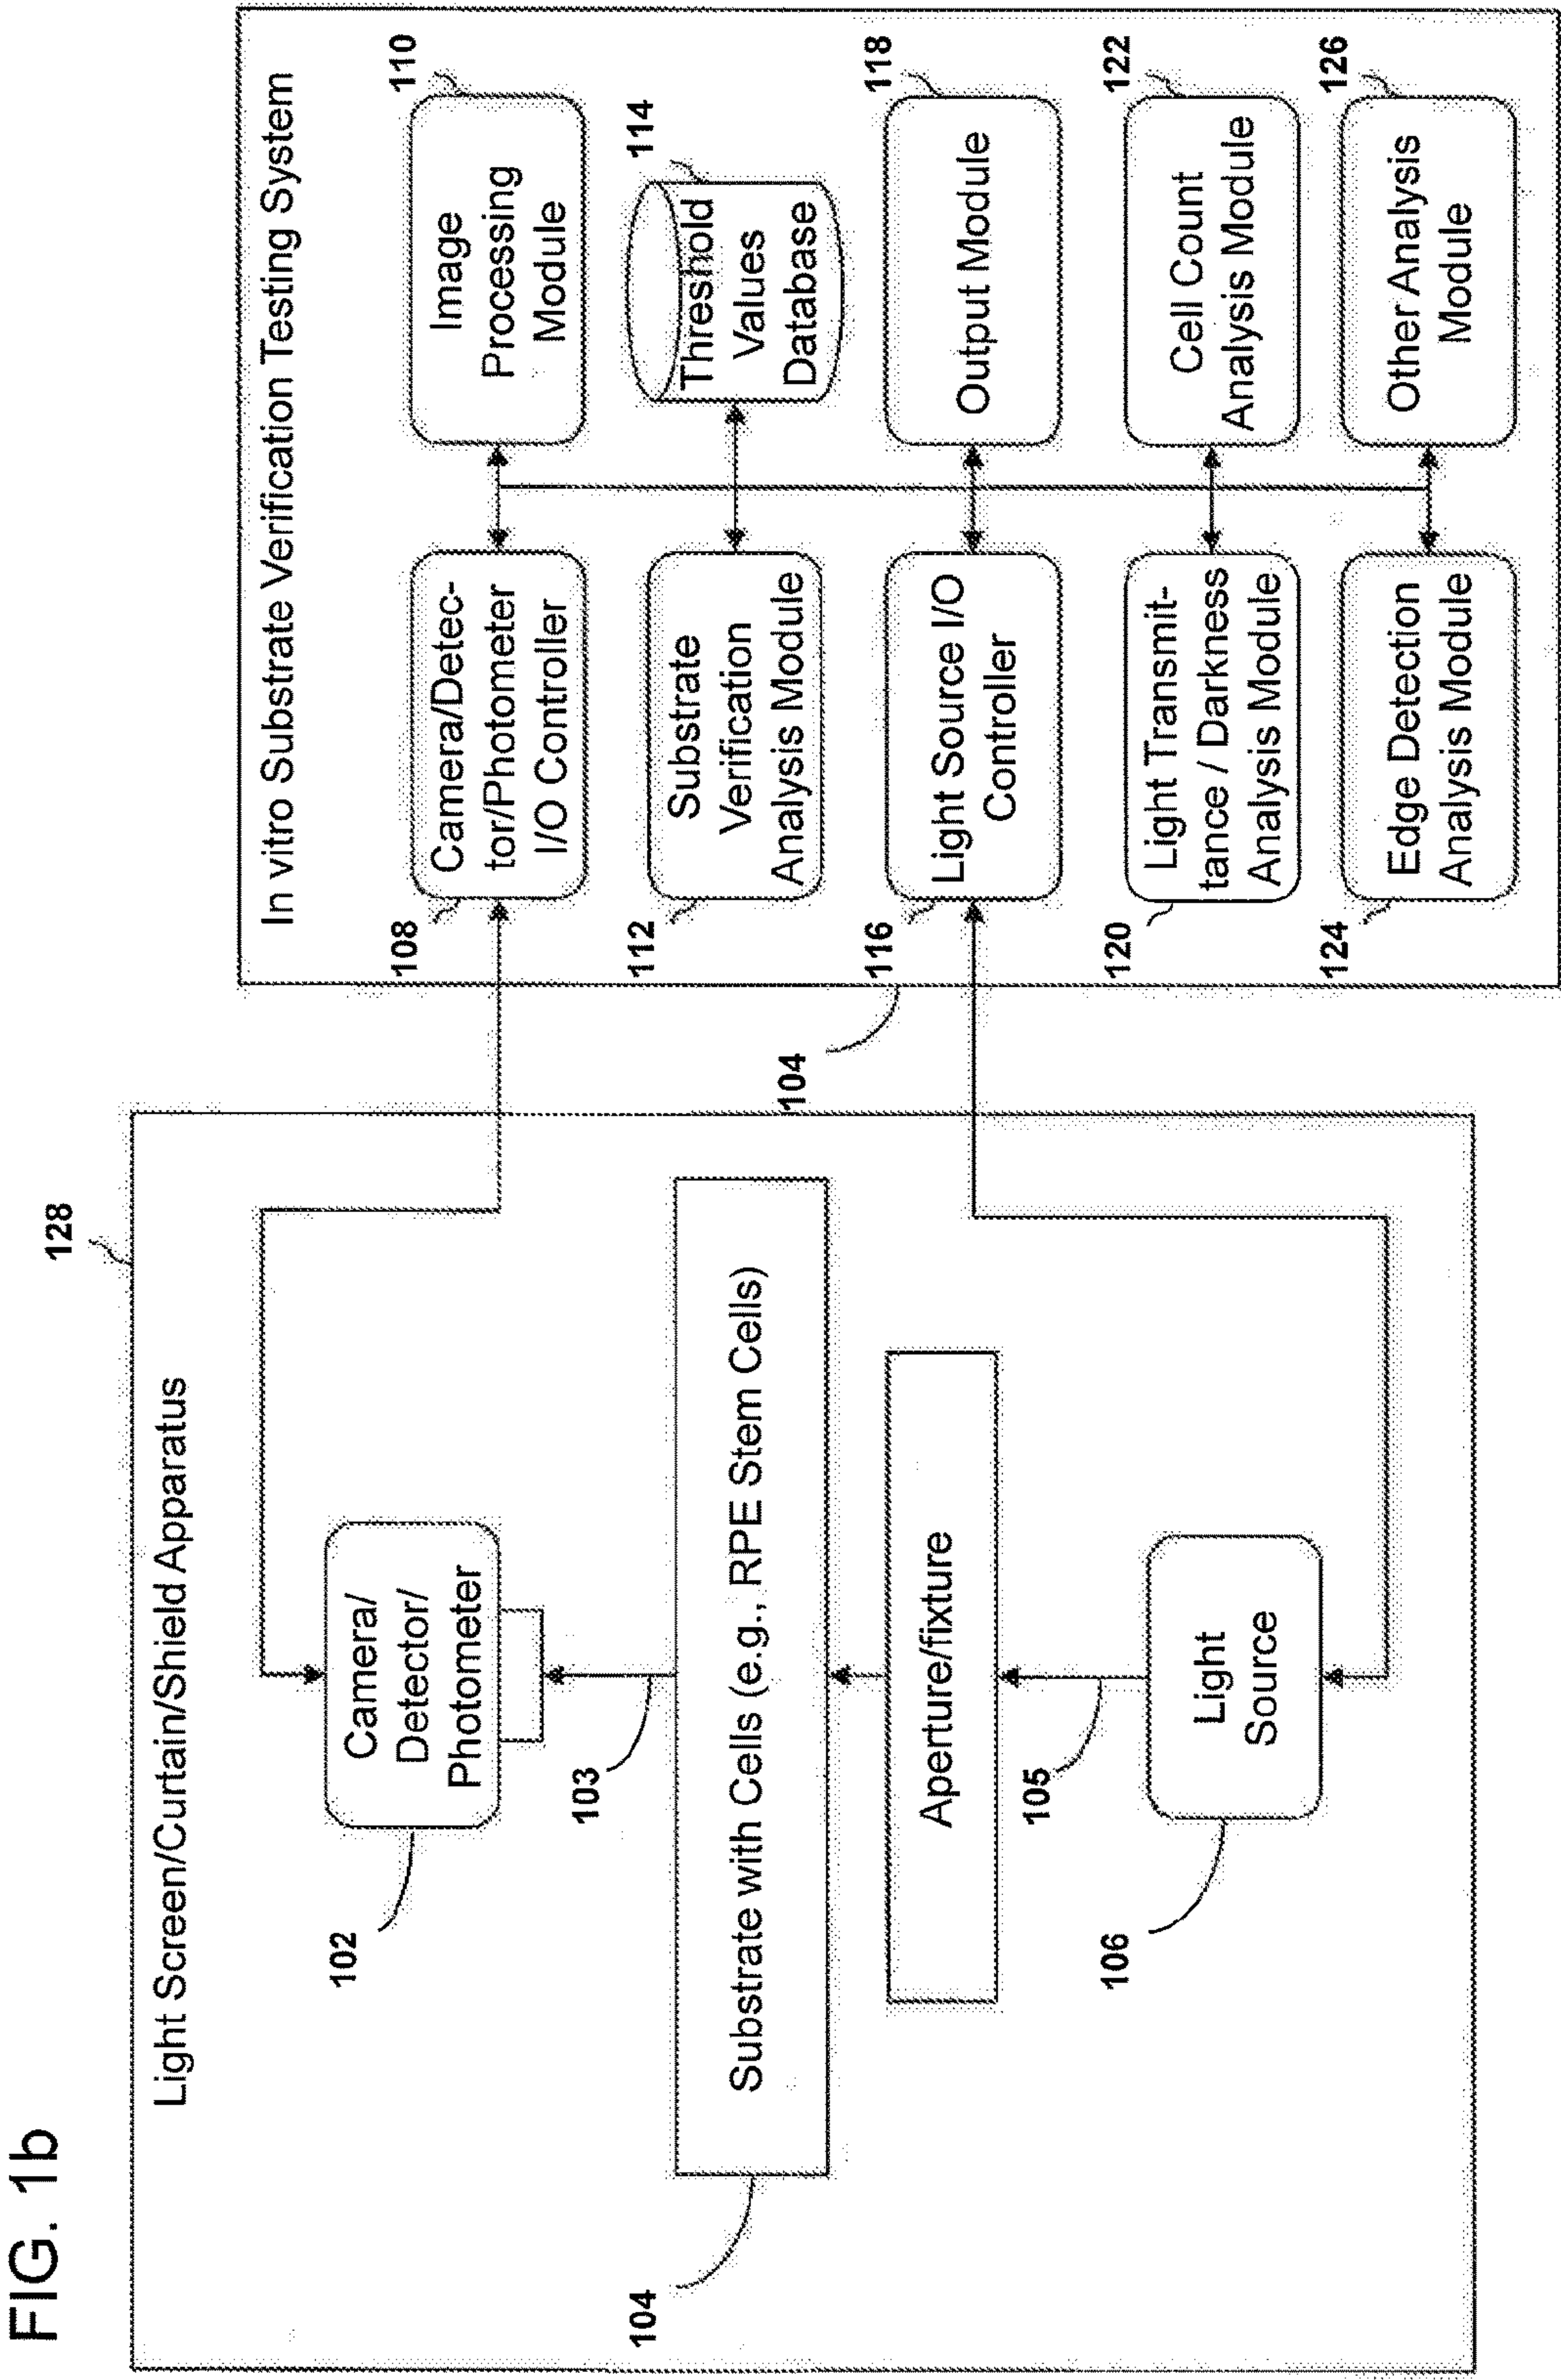 FIG. 1b
128
Light Screen/Curtain/Shield Apparatus
Camera/
Detector/
Photometer
102
103
Substrate with Cells (e.g., RPE Stem Cells)
104
Aperture/fixture
105
Light
Source
106
104
In vitro Substrate Verification Testing System
108
Camera/Detec-
tor/Photometer
I/O Controller
110
Image
Processing
Module
112
Substrate
Verification
Analysis Module
114
Threshold
Values
Database
116
Light Source I/O
Controller
118
Output Module
120
Light Transmit-
tance / Darkness
Analysis Module
122
Cell Count
Analysis Module
124
Edge Detection
Analysis Module
126
Other Analysis
Module